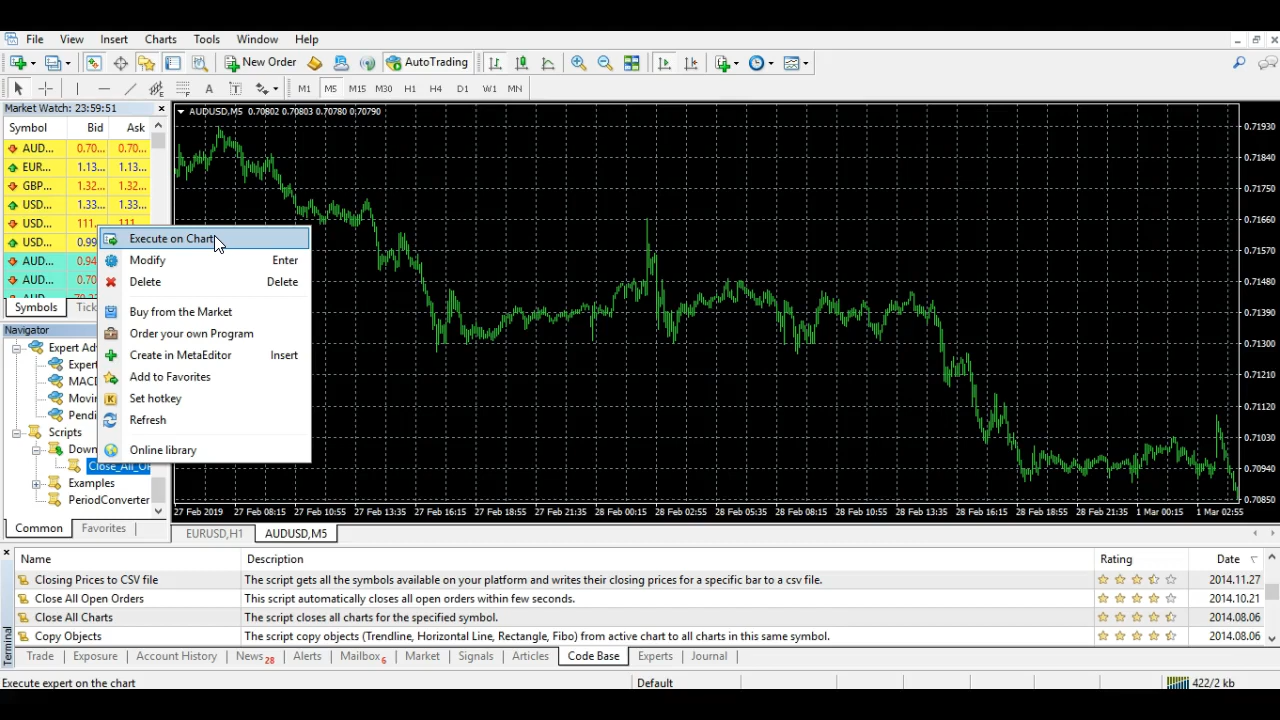 File View Insert Charts Tools Window Help
New Order AutoTrading
A T M1 M5 M15 M30 H1 H4 D1 W1 MN
Market Watch: 23:59:51
Symbol Bid Ask
AUD... 0.70... 0.70...
EUR... 1.13... 1.13...
GBP... 1.32... 1.32...
USD... 1.33... 1.33...
USD... 111... 111...
USD... 0.99
AUD... 0.94
AUD... 0.70
Symbols Tick
Navigator
Expert Adv
Expert
MACD
Movin
Pendi
Scripts
Down
Close_All_Or
Examples
PeriodConverter
Common Favorites
Execute on Chart
Modify Enter
Delete Delete
Buy from the Market
Order your own Program
Create in MetaEditor Insert
Add to Favorites
Set hotkey
Refresh
Online library
AUDUSD,M5 0.70802 0.70803 0.70780 0.70790
0.71930
0.71840
0.71750
0.71660
0.71570
0.71480
0.71390
0.71300
0.71210
0.71120
0.71030
0.70940
0.70850
27 Feb 2019 27 Feb 08:15 27 Feb 10:55 27 Feb 13:35 27 Feb 16:15 27 Feb 18:55 27 Feb 21:35 28 Feb 00:15 28 Feb 02:55 28 Feb 05:35 28 Feb 08:15 28 Feb 10:55 28 Feb 13:35 28 Feb 16:15 28 Feb 18:55 28 Feb 21:35 1 Mar 00:15 1 Mar 02:55
EURUSD,H1 AUDUSD,M5
Name Description Rating Date
Closing Prices to CSV file The script gets all the symbols available on your platform and writes their closing prices for a specific bar to a csv file. 2014.11.27
Close All Open Orders This script automatically closes all open orders within few seconds. 2014.10.21
Close All Charts The script closes all charts for the specified symbol. 2014.08.06
Copy Objects The script copy objects (Trendline, Horizontal Line, Rectangle, Fibo) from active chart to all charts in this same symbol. 2014.08.06
Terminal
Trade Exposure Account History News 28 Alerts Mailbox 6 Market Signals Articles Code Base Experts Journal
Execute expert on the chart Default 422/2 kb